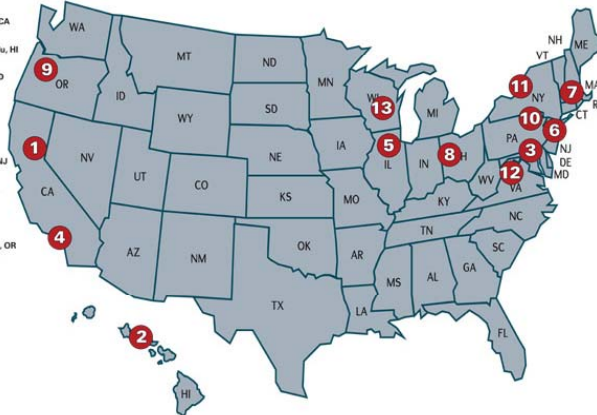 CA
u, HI
NJ
, OR
WA
MT
ND
MN
OR
ID
WY
SD
NE
IA
NV
UT
CO
KS
MO
CA
AZ
NM
OK
AR
TX
LA
MS
AL
GA
FL
SC
NC
TN
KY
WV
VA
IL
IN
MI
PA
NY
VT
NH
ME
MA
CT
NJ
DE
MD
HI
1
2
3
4
5
6
7
8
9
10
11
12
13